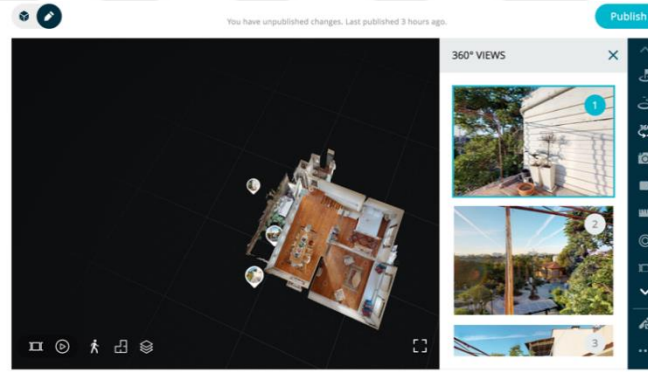 You have unpublished changes. Last published 3 hours ago.
Publish
360° VIEWS
1
2
3